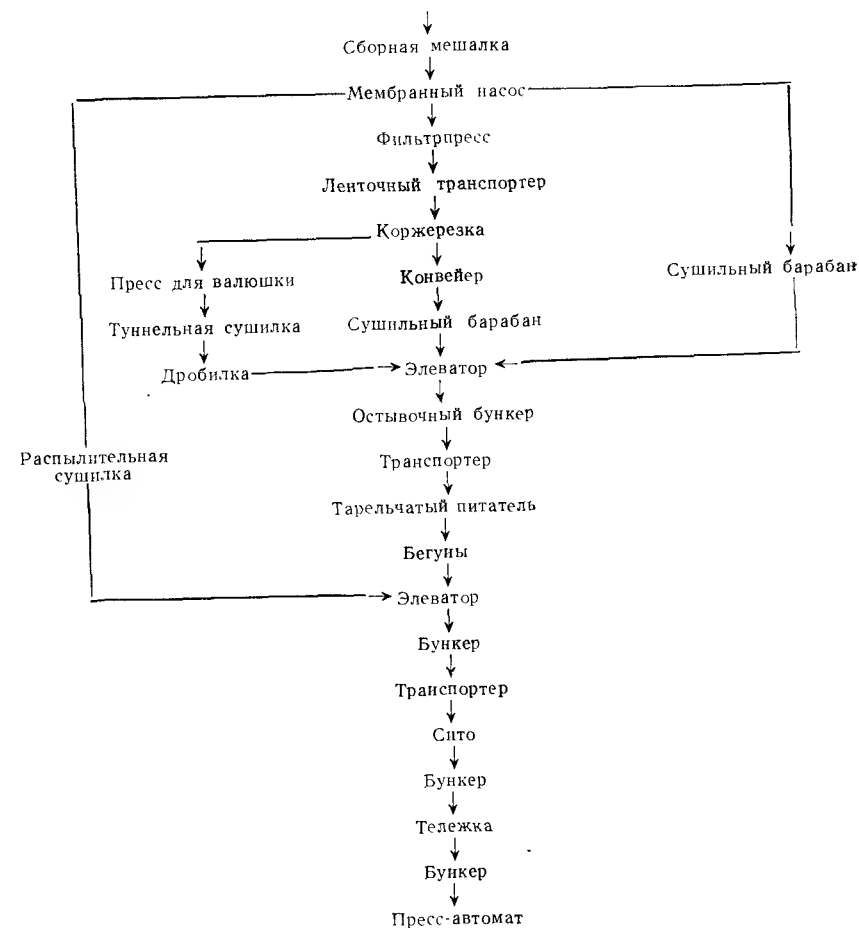 Сборная мешалка
Мембранный насос
Фильтрпресс
Ленточный транспортер
Коржерезка
Пресс для валюшки
Конвейер
Сушильный барабан
Туннельная сушилка
Сушильный барабан
Дробилка
Элеватор
Остывочный бункер
Распылительная
сушилка
Транспортер
Тарельчатый питатель
Бегуны
Элеватор
Бункер
Транспортер
Сито
Бункер
Тележка
Бункер
Пресс-автомат